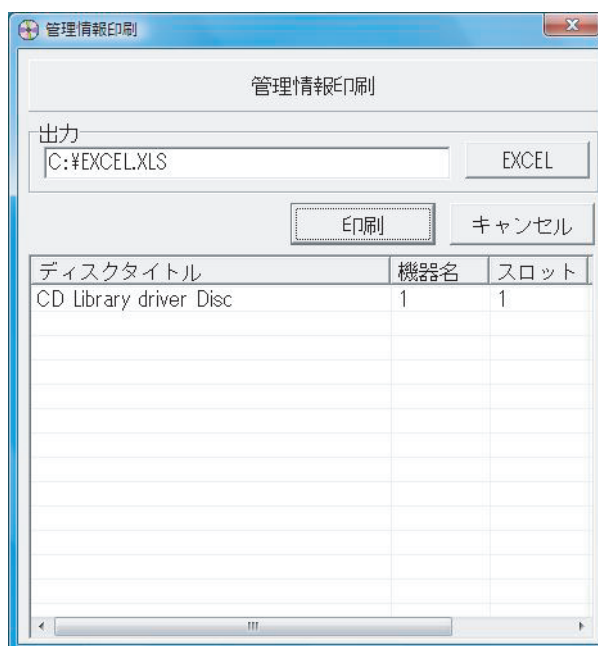 管理情報印刷
管理情報印刷
出力
C:¥EXCEL.XLS
EXCEL
印刷
キャンセル
ディスクタイトル 機器名 スロット
CD Library driver Disc 1 1